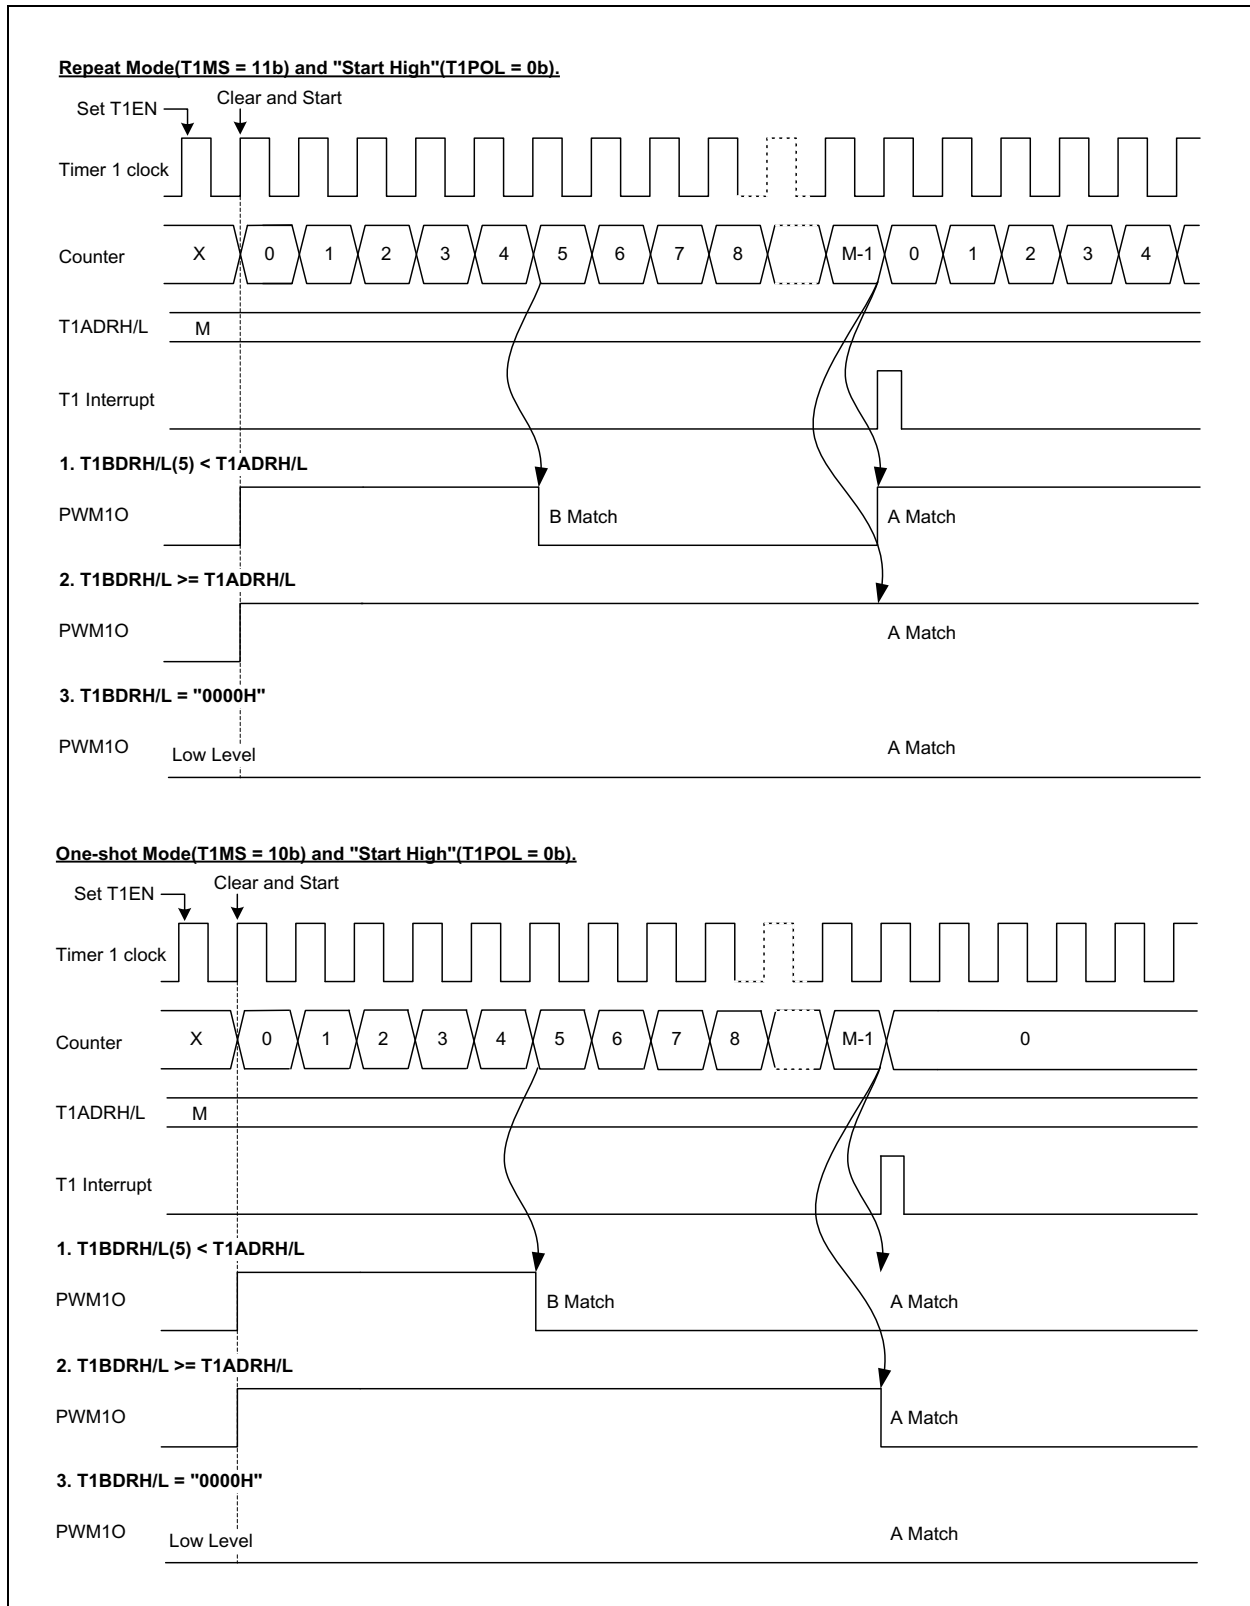 Repeat Mode(T1MS = 11b) and "Start High"(T1POL = 0b).
Set T1EN Clear and Start
Timer 1 clock
Counter X 0 1 2 3 4 5 6 7 8 M-1 0 1 2 3 4
T1ADRH/L M
T1 Interrupt
1. T1BDRH/L(5) < T1ADRH/L
PWM1O B Match A Match
2. T1BDRH/L >= T1ADRH/L
PWM1O A Match
3. T1BDRH/L = "0000H"
PWM1O Low Level A Match
One-shot Mode(T1MS = 10b) and "Start High"(T1POL = 0b).
Set T1EN Clear and Start
Timer 1 clock
Counter X 0 1 2 3 4 5 6 7 8 M-1 0
T1ADRH/L M
T1 Interrupt
1. T1BDRH/L(5) < T1ADRH/L
PWM1O B Match A Match
2. T1BDRH/L >= T1ADRH/L
PWM1O A Match
3. T1BDRH/L = "0000H"
PWM1O Low Level A Match